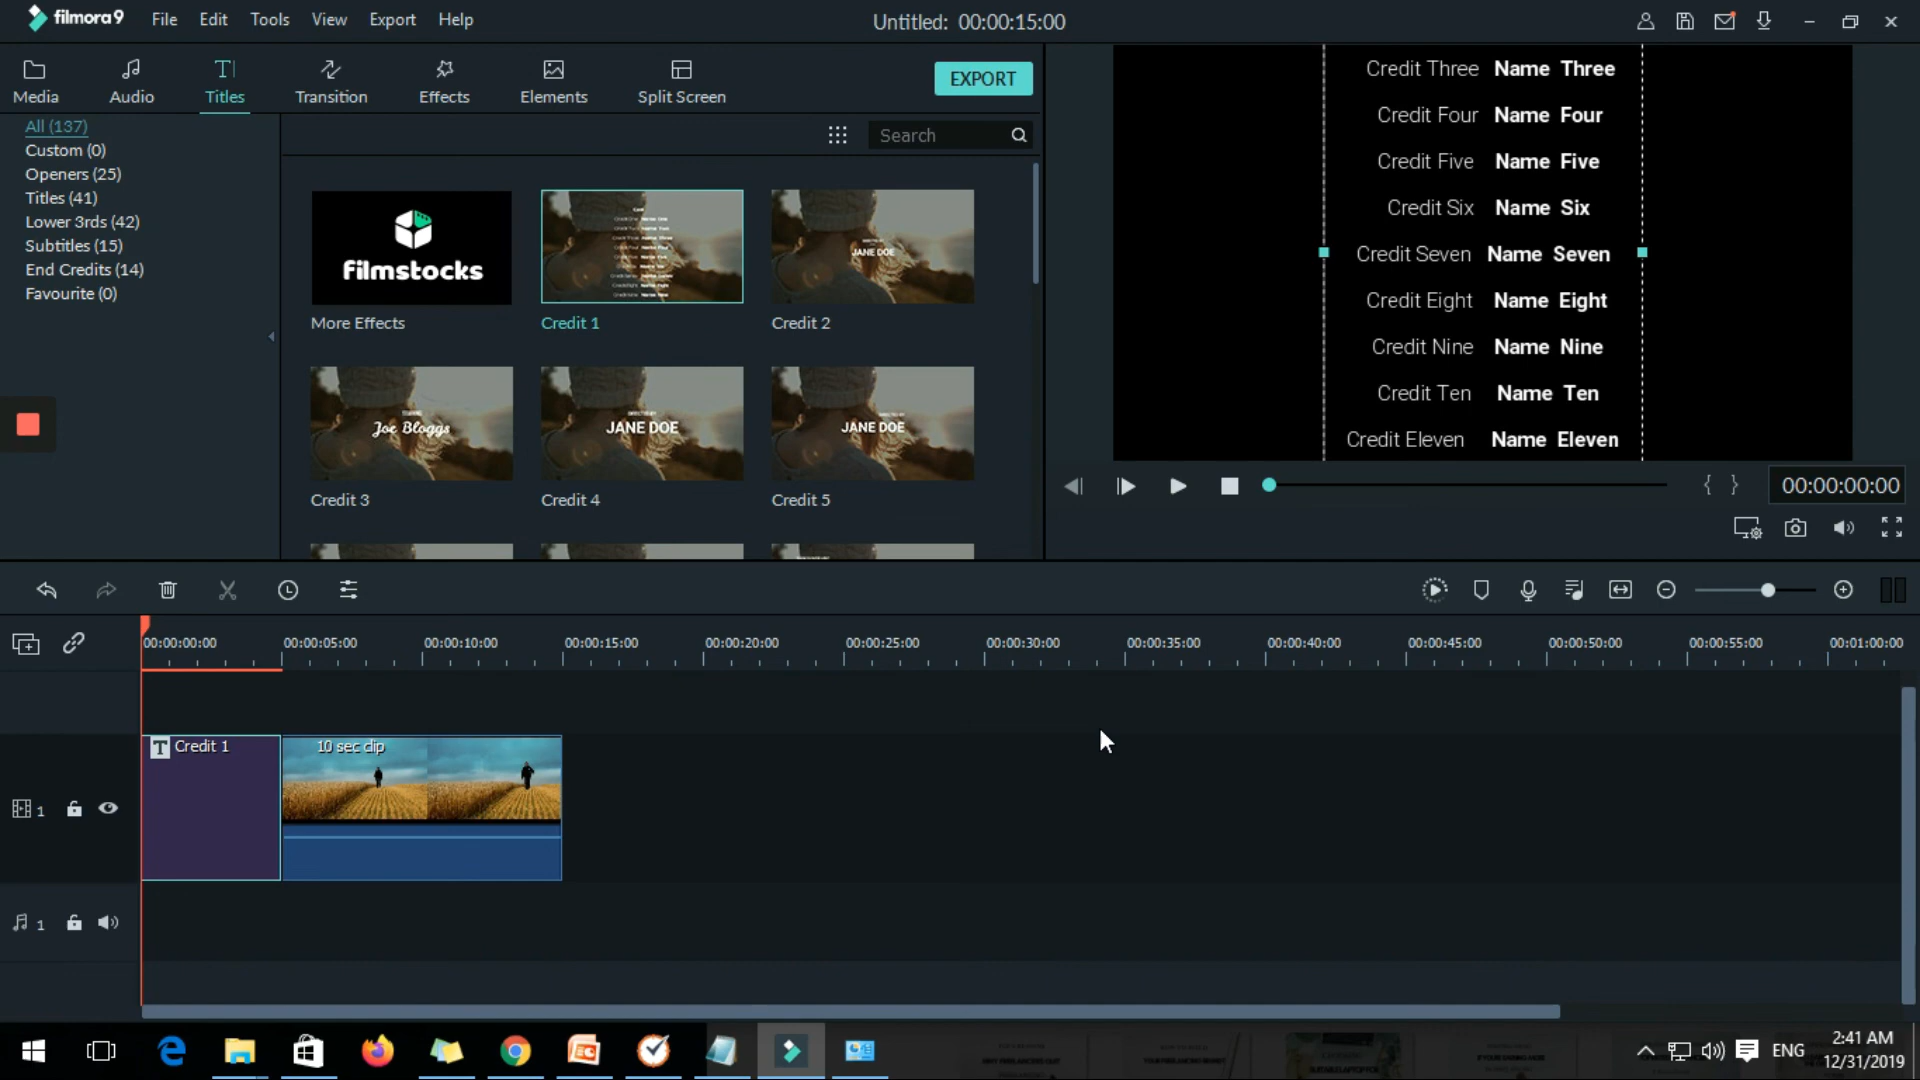 filmora9 File Edit Tools View Export Help Untitled: 00:00:15:00
Media Audio Titles Transition Effects Elements Split Screen EXPORT
All (137)
Custom (0)
Openers (25)
Titles (41)
Lower 3rds (42)
Subtitles (15)
End Credits (14)
Favourite (0)
Search
filmstocks
JANE DOE
More Effects Credit 1 Credit 2
Joe Bloggs JANE DOE JANE DOE
Credit 3 Credit 4 Credit 5
Credit Three Name Three
Credit Four Name Four
Credit Five Name Five
Credit Six Name Six
Credit Seven Name Seven
Credit Eight Name Eight
Credit Nine Name Nine
Credit Ten Name Ten
Credit Eleven Name Eleven
{ } 00:00:00:00
00:00:00:00 00:00:05:00 00:00:10:00 00:00:15:00 00:00:20:00 00:00:25:00 00:00:30:00 00:00:35:00 00:00:40:00 00:00:45:00 00:00:50:00 00:00:55:00 00:01:00:00
T Credit 1 10 sec clip
1
1
ENG 2:41 AM
12/31/2019